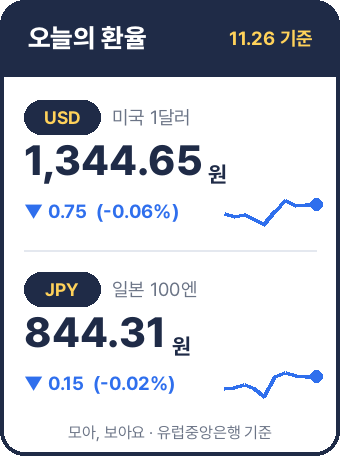 오늘의 환율 11.26 기준
USD 미국 1달러
1,344.65 원
▼ 0.75 (-0.06%)
JPY 일본 100엔
844.31 원
▼ 0.15 (-0.02%)
모아, 보아요 · 유럽중앙은행 기준